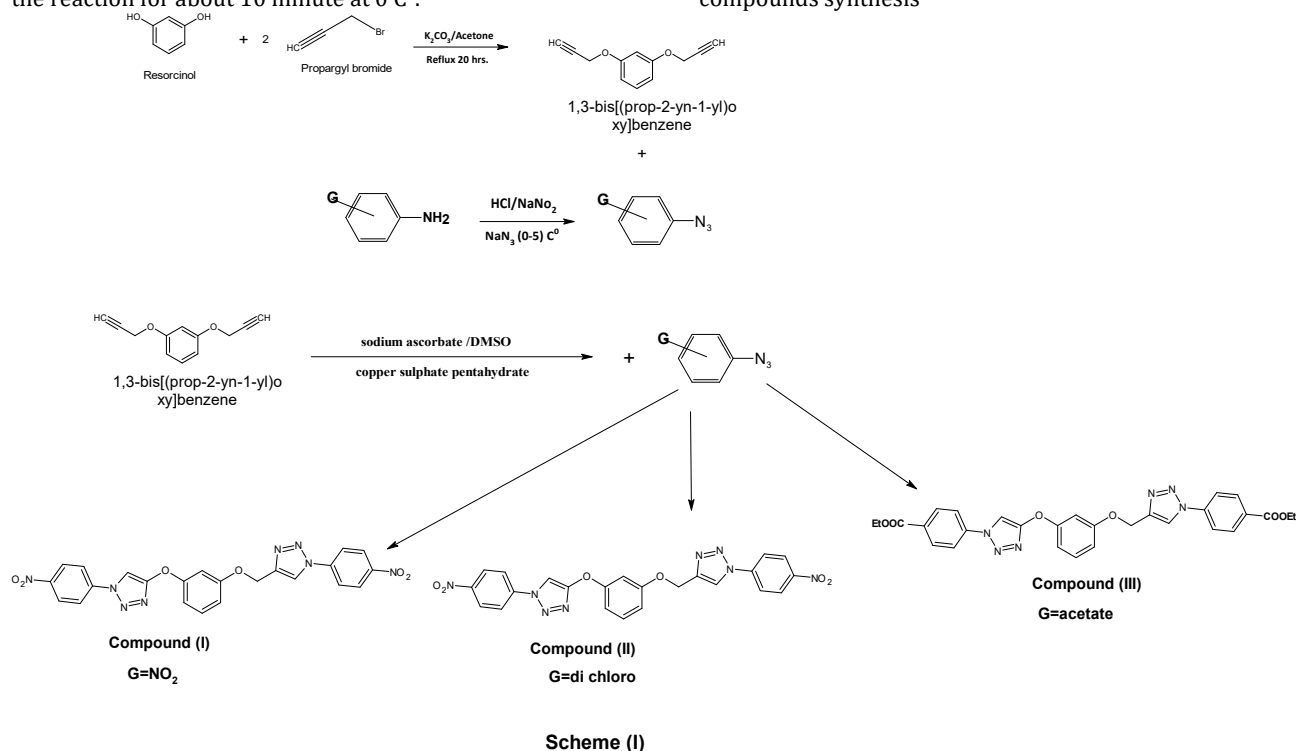 the reaction for about 10 minute at 0 C .
compounds synthesis
HO OH
+ 2
HC Br
K2CO3/Acetone
Reflux 20 hrs.
HC O O CH
Resorcinol
Propargyl bromide
1,3-bis[(prop-2-yn-1-yl)o
xy]benzene
+
G NH2
HCl/NaNo2
NaN3 (0-5) C0
G N3
HC O O CH
1,3-bis[(prop-2-yn-1-yl)o
xy]benzene
sodium ascorbate /DMSO
copper sulphate pentahydrate
+
G N3
O2N N N N O O N N N NO2
Compound (I)
G=NO2
O2N N N N O O N N N NO2
Compound (II)
G=di chloro
EtOOC N N N O O N N N COOEt
Compound (III)
G=acetate
Scheme (I)